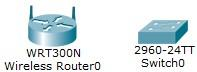 WRT300N
Wireless Router0
2960-24TT
Switch0